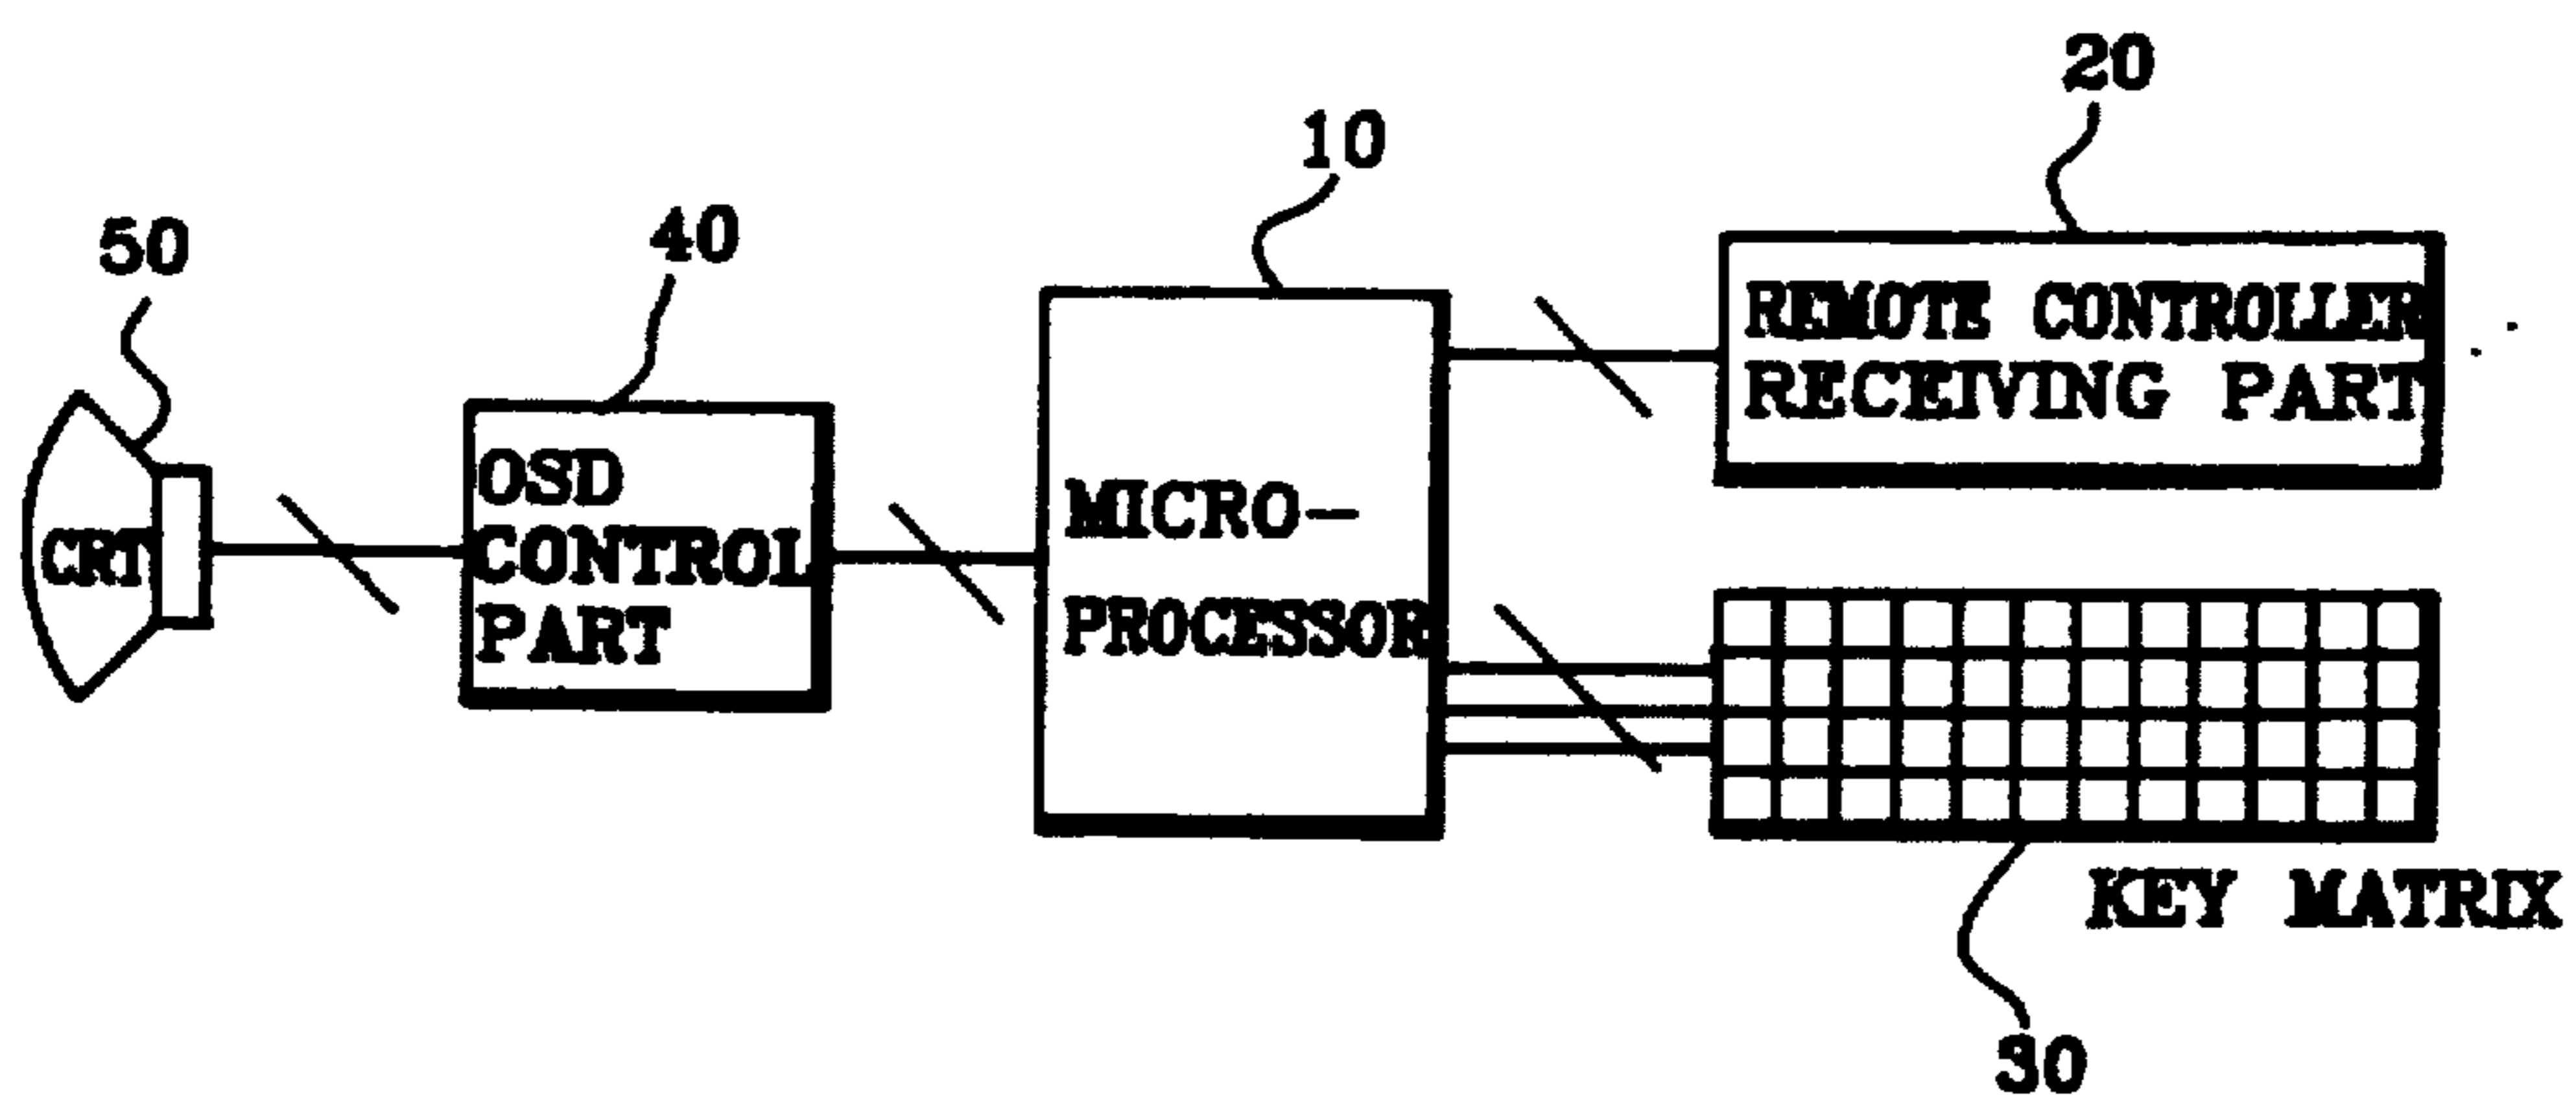 20
10
50
40
REMOTE CONTROLLER
RECEIVING PART
OSD
CONTROL
PART
CRT
MICRO-
PROCESSOR
KEY MATRIX
30